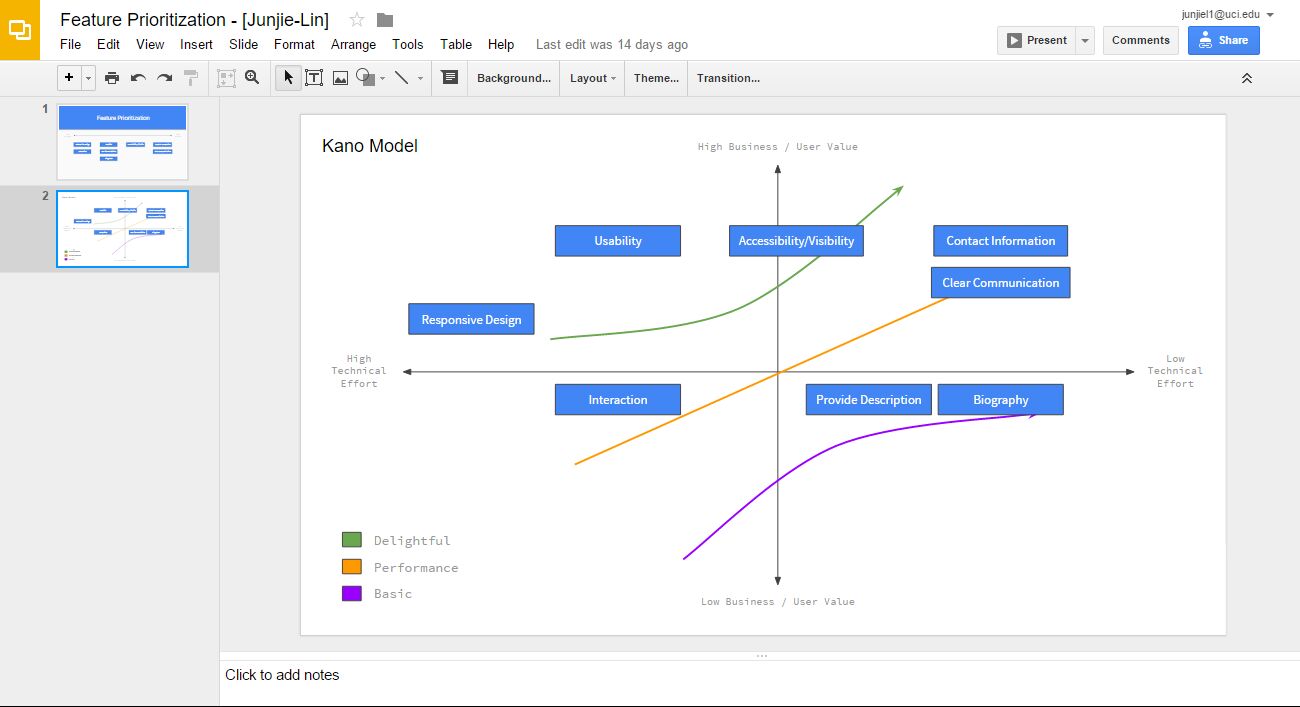 Feature Prioritization - [Junjie-Lin]
junjiel1@uci.edu
File Edit View Insert Slide Format Arrange Tools Table Help Last edit was 14 days ago
Present Comments Share
Background... Layout Theme... Transition...
1
Feature Prioritization
2
Kano Model
High Business / User Value
Usability Accessibility/Visibility Contact Information
Clear Communication
Responsive Design
High
Technical
Effort
Low
Technical
Effort
Interaction Provide Description Biography
Delightful
Performance
Basic
Low Business / User Value
Click to add notes